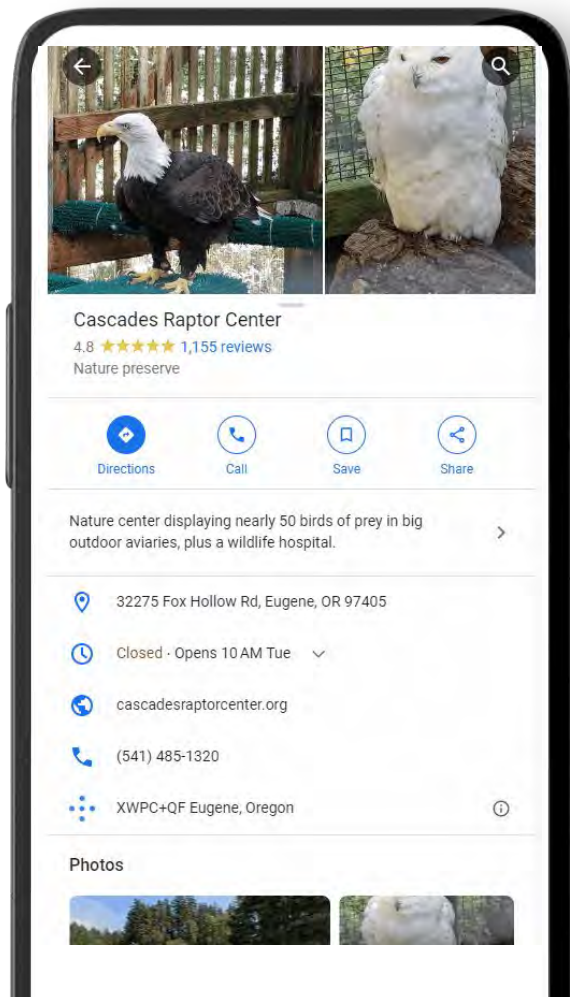 Cascades Raptor Center
4.8 ★★★★★ 1,155 reviews
Nature preserve
Directions Call Save Share
Nature center displaying nearly 50 birds of prey in big
outdoor aviaries, plus a wildlife hospital.
32275 Fox Hollow Rd, Eugene, OR 97405
Closed · Opens 10 AM Tue
cascadesraptorcenter.org
(541) 485-1320
XWPC+QF Eugene, Oregon
Photos